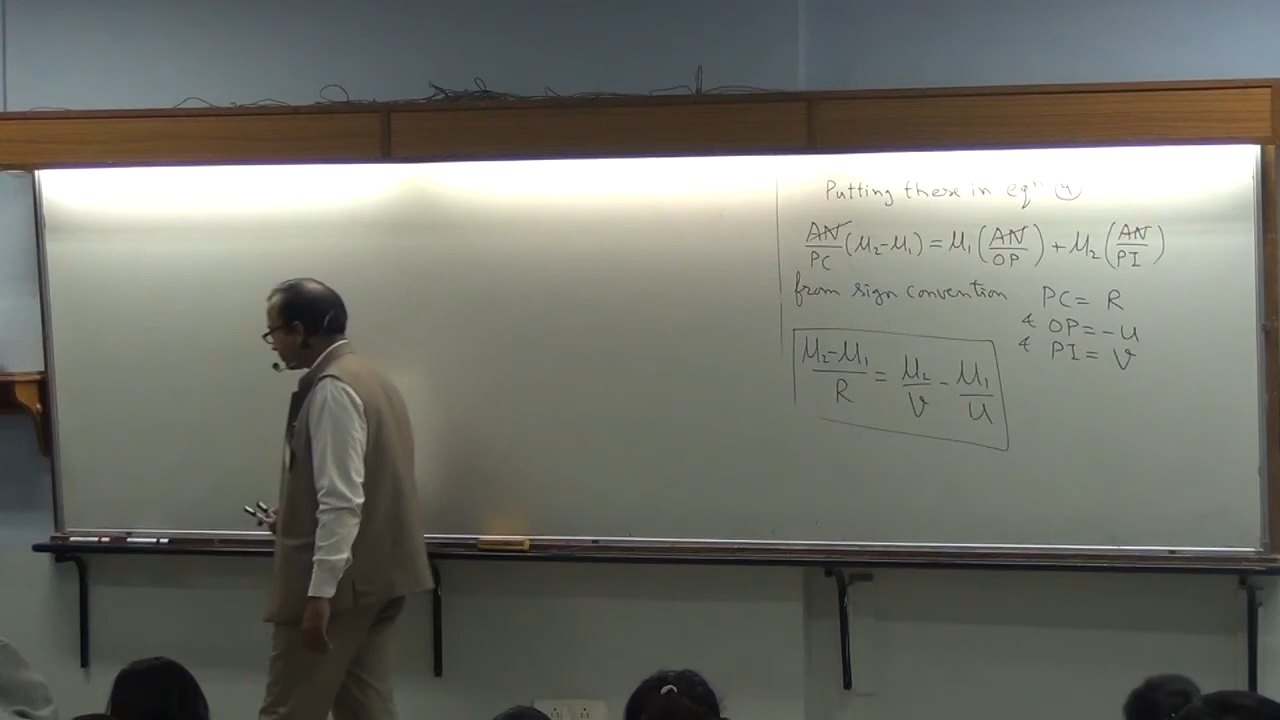 Putting these in eqⁿ ④
AN/PC (μ₂-μ₁) = μ₁(AN/OP) + μ₂(AN/PI)
from sign convention PC = R
& OP = -u
& PI = v
(μ₂-μ₁)/R = μ₂/v - μ₁/u